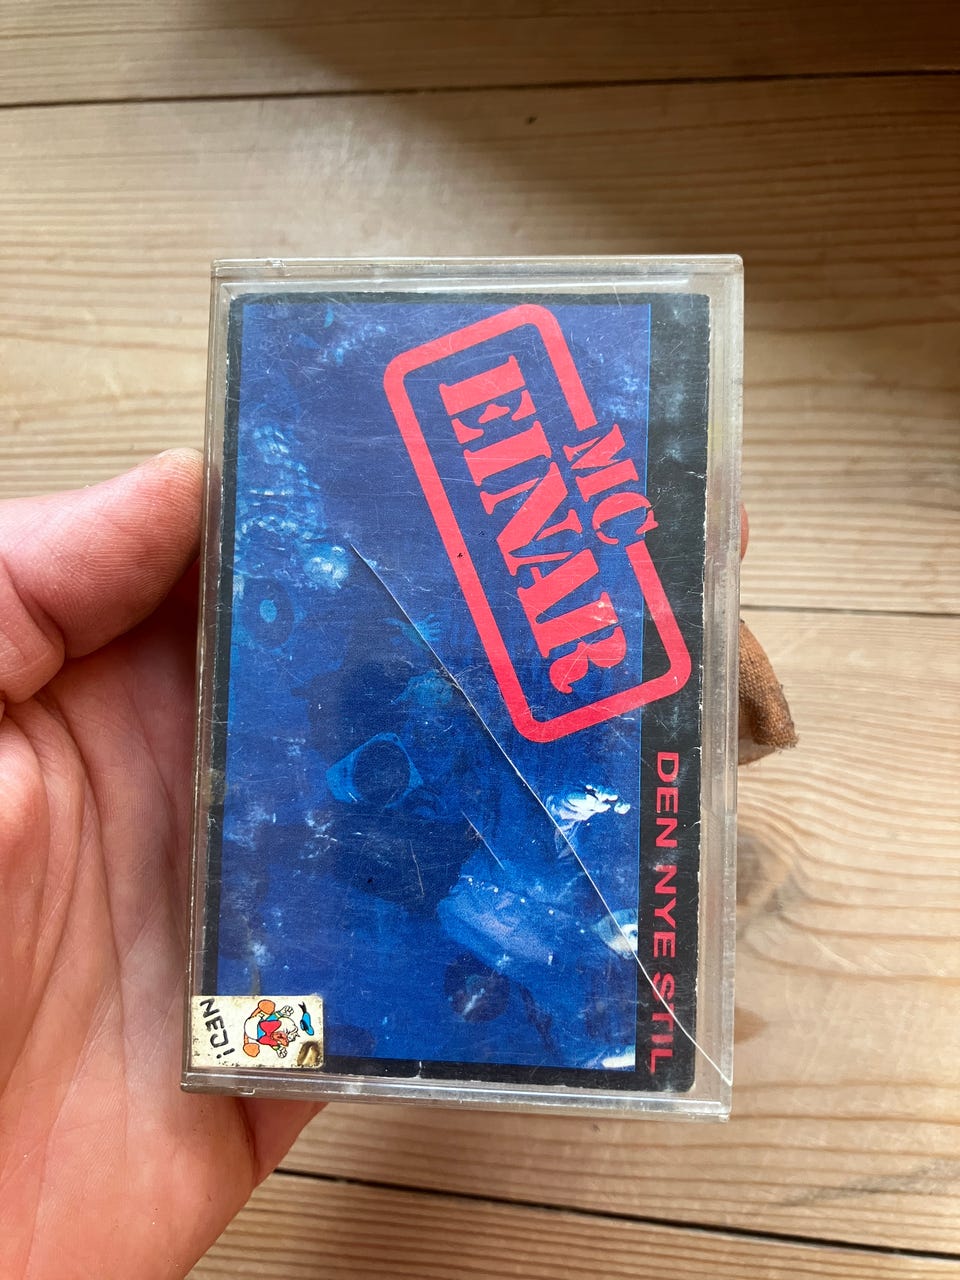 MC
EINAR
DEN NYE STIL
NEJ!